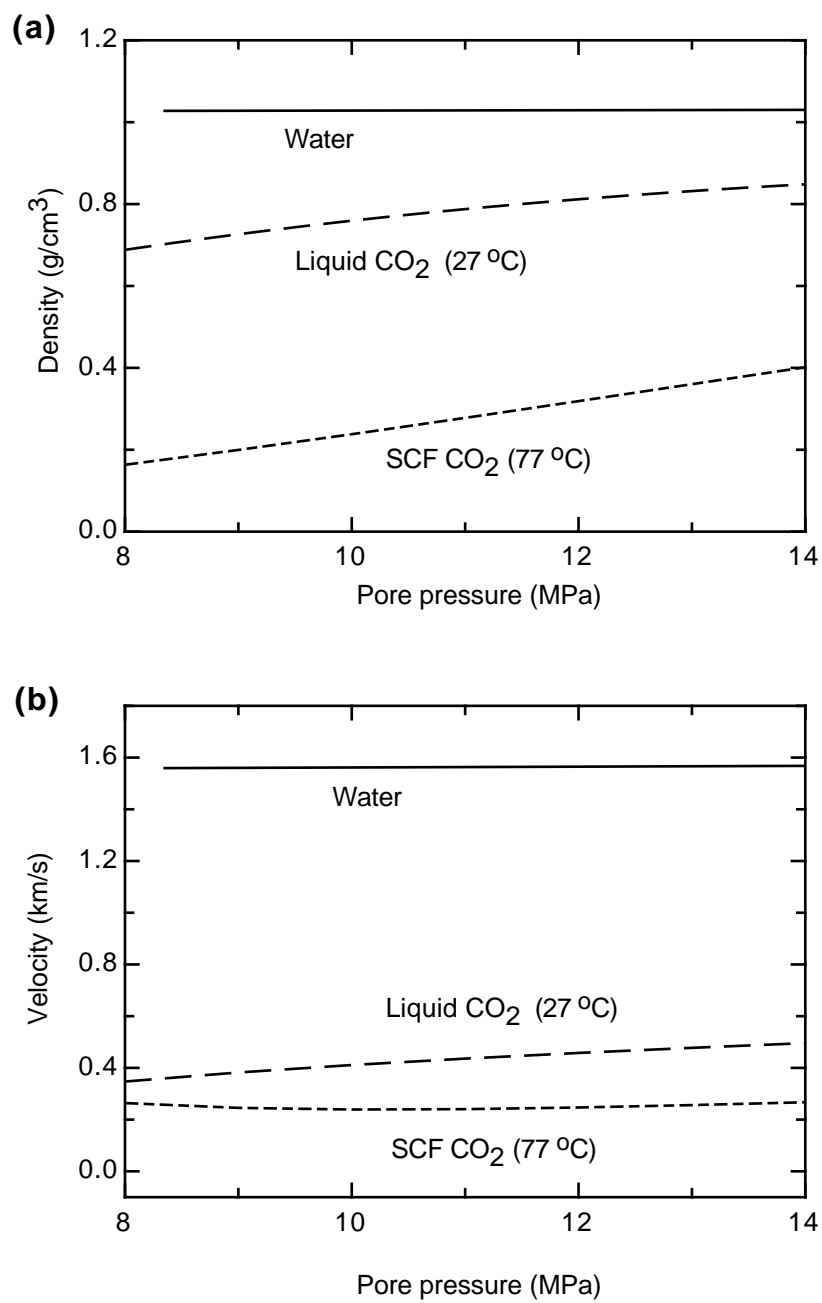 (a)
1.2
0.8
0.4
0.0
Density (g/cm3)
Water
Liquid CO2 (27 oC)
SCF CO2 (77 oC)
8 10 12 14
Pore pressure (MPa)
(b)
1.6
1.2
0.8
0.4
0.0
Velocity (km/s)
Water
Liquid CO2 (27 oC)
SCF CO2 (77 oC)
8 10 12 14
Pore pressure (MPa)